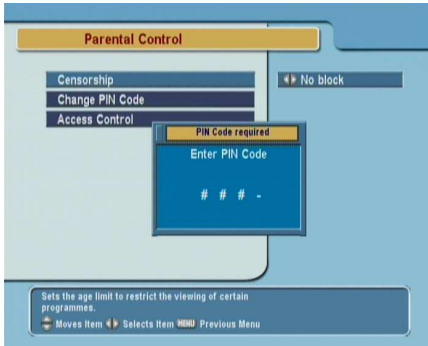 Parental Control
Censorship
No block
Change PIN Code
Access Control
PIN Code required
Enter PIN Code
# # # -
Sets the age limit to restrict the viewing of certain
programmes.
Moves Item Selects Item MENU Previous Menu